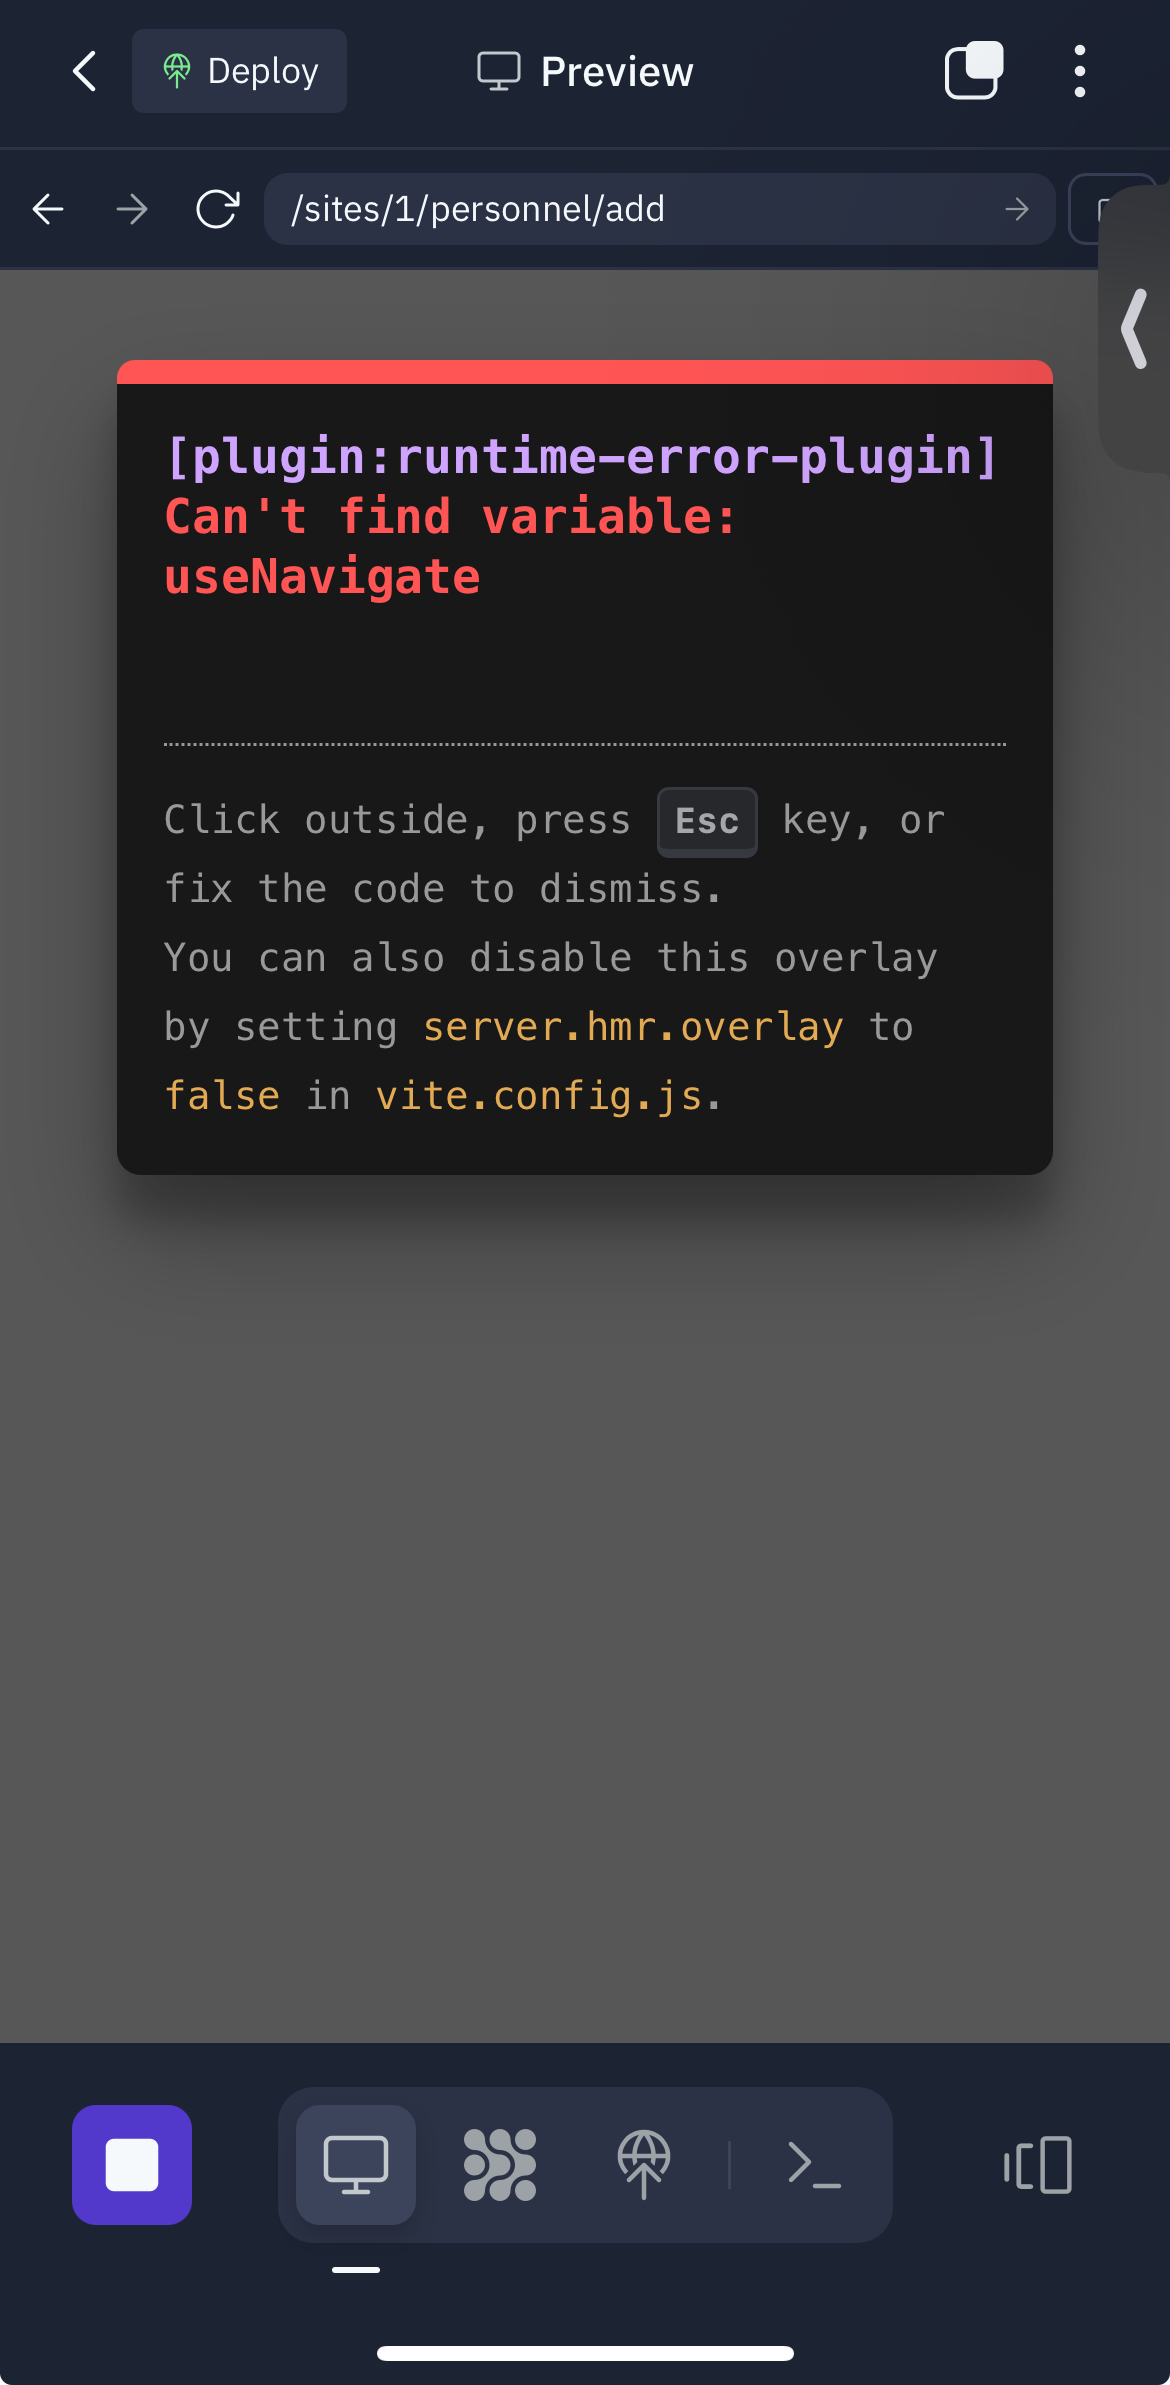 Deploy
Preview
/sites/1/personnel/add
[plugin:runtime-error-plugin]
Can't find variable:
useNavigate
Click outside, press Esc key, or
fix the code to dismiss.
You can also disable this overlay
by setting server.hmr.overlay to
false in vite.config.js.